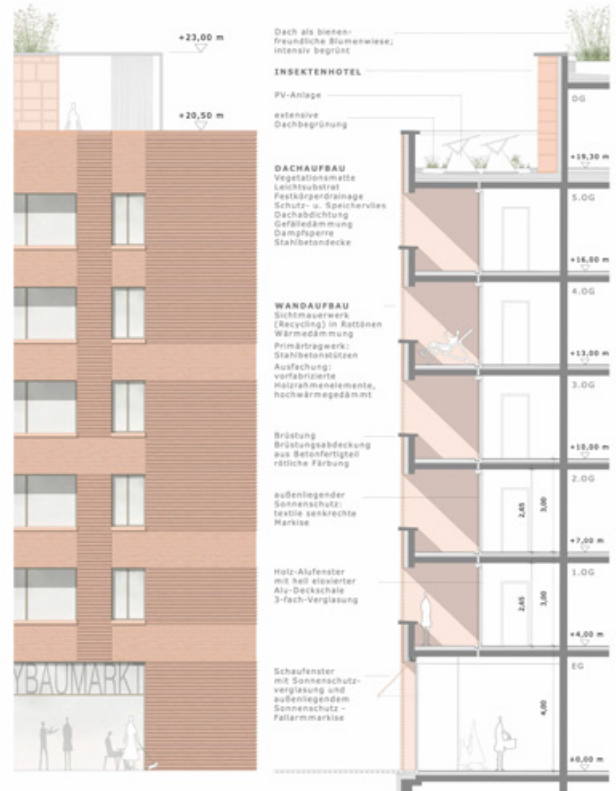 +23,00 m
+20,50 m
YBAUMARKT
Dach als bienen-
freundliche Blumenwiese;
intensiv begrünt
INSEKTENHOTEL
PV-Anlage
extensive
Dachbegrünung
DACHAUFBAU
Vegetationsmatte
Leichtsubstrat
Festkörperdrainage
Schutz- u. Speichervlies
Dachabdichtung
Gefälledämmung
Dampfsperre
Stahlbetondecke
WANDAUFBAU
Sichtmauerwerk
(Recycling) in Rottönen
Wärmedämmung
Primärtragwerk:
Stahlbetonstützen
Ausfachung:
vorfabrizierte
Holzrahmenelemente,
hochwärmegedämmt
Brüstung
Brüstungsabdeckung
aus Betonfertigteil
rötliche Färbung
außenliegender
Sonnenschutz:
textile senkrechte
Markise
Holz-Alufenster
mit hell eloxierter
Alu-Deckschale
3-fach-Verglasung
Schaufenster
mit Sonnenschutz-
verglasung und
außenliegendem
Sonnenschutz -
Fallarmmarkise
DG
+19,30 m
5.OG
+16,00 m
4.OG
+13,00 m
3.OG
+10,00 m
2.OG
2,65
3,00
+7,00 m
1.OG
2,65
3,00
+4,00 m
EG
4,00
±0,00 m